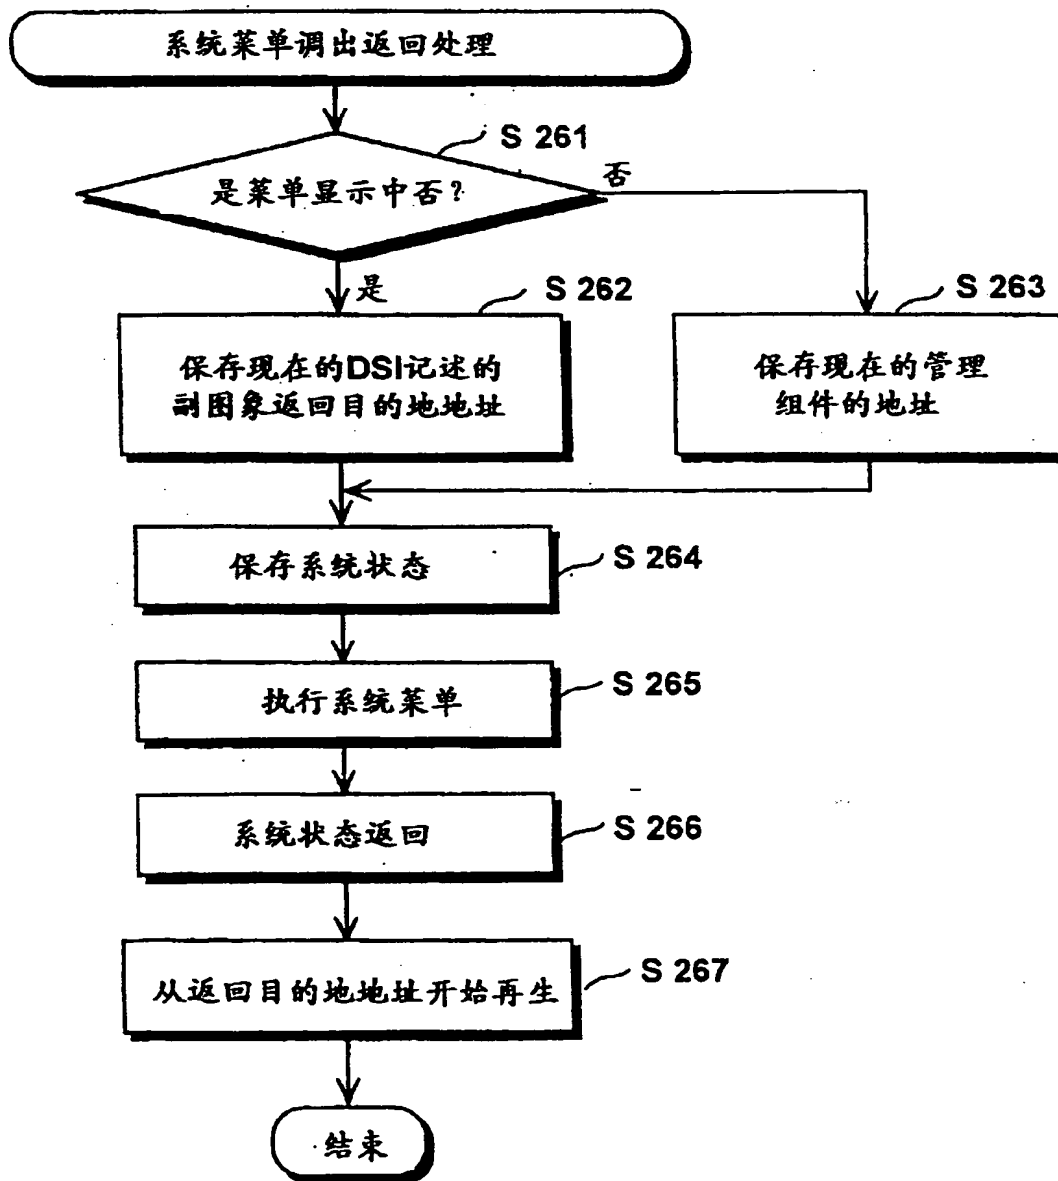 系统菜单调出返回处理
S 261
是菜单显示中否？
否
是
S 262
S 263
保存现在的DSI记述的
副图象返回目的地地址
保存现在的管理
组件的地址
保存系统状态
S 264
执行系统菜单
S 265
系统状态返回
S 266
从返回目的地地址开始再生
S 267
结束